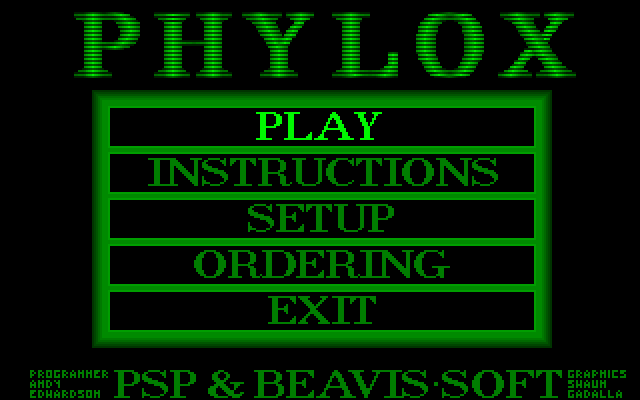 PHYLOX
PLAY
INSTRUCTIONS
SETUP
ORDERING
EXIT
PROGRAMMER
ANDY
EDWARDSON
PSP & BEAVIS·SOFT
GRAPHICS
SHAUN
GADALLA